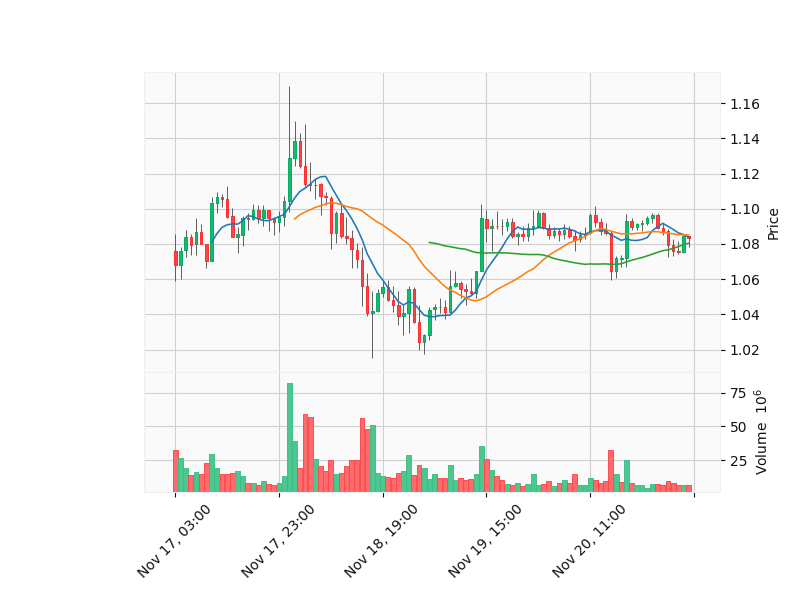 1.16
1.14
1.12
1.10
1.08
1.06
1.04
1.02
Price
75
50
25
Volume 10⁶
Nov 17, 03:00
Nov 17, 23:00
Nov 18, 19:00
Nov 19, 15:00
Nov 20, 11:00